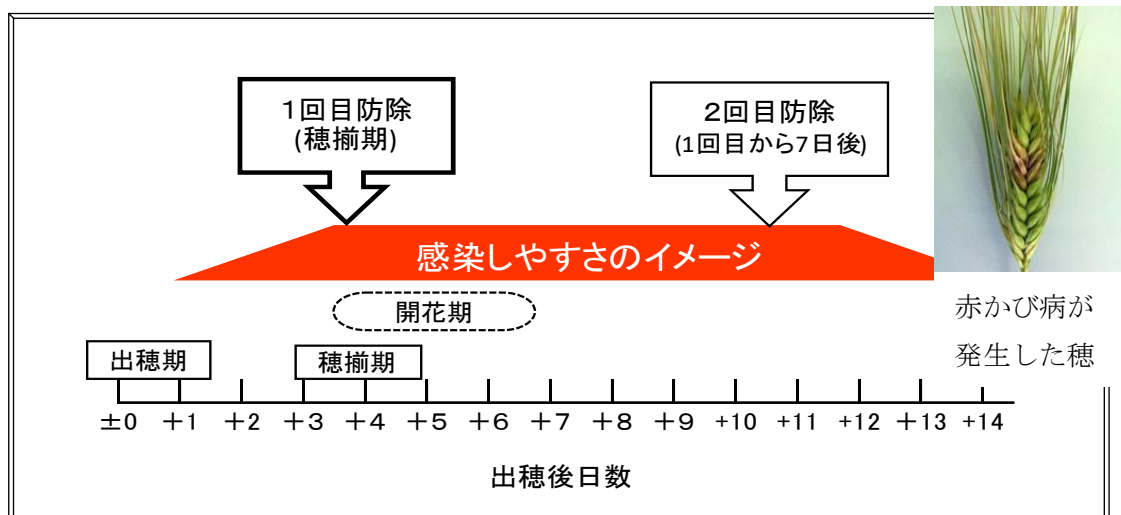 1回目防除
(穂揃期)
2回目防除
(1回目から7日後)
感染しやすさのイメージ
開花期
出穂期
穂揃期
±0 +1 +2 +3 +4 +5 +6 +7 +8 +9 +10 +11 +12 +13 +14
出穂後日数
赤かび病が
発生した穂